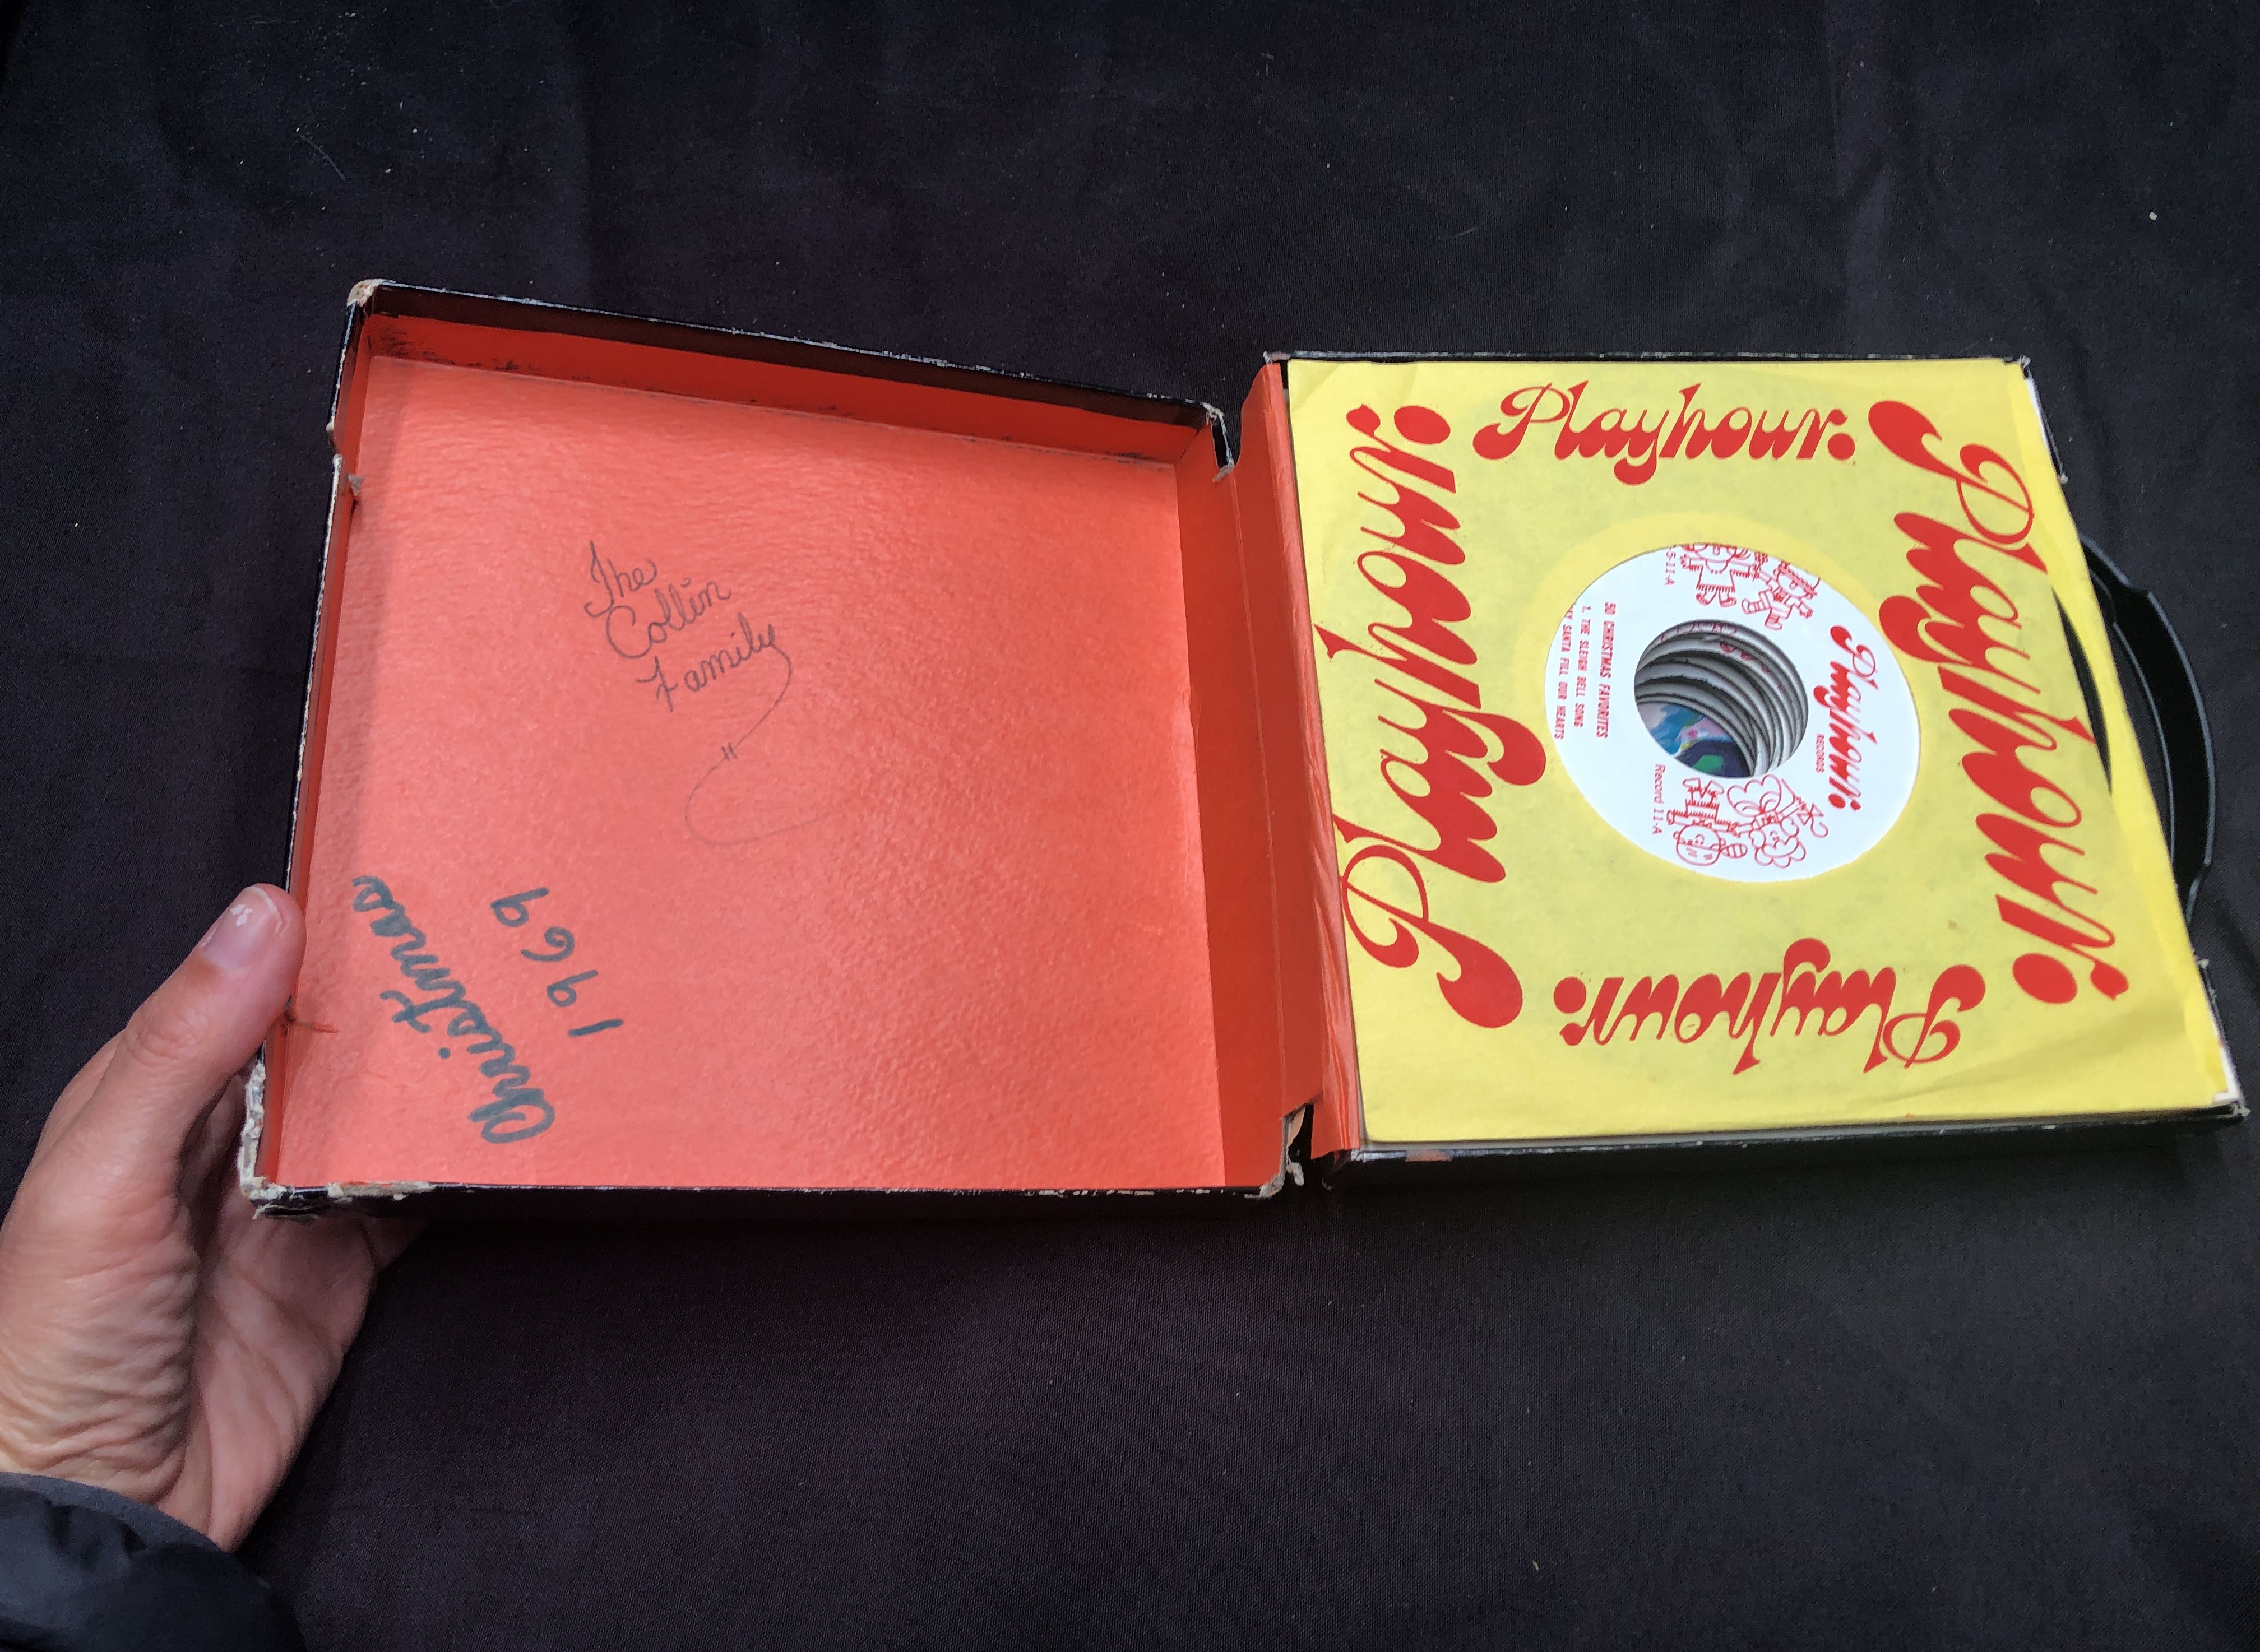 The
Collin
Family
Christmas
1969
Playhour
Playhour
Playhour
Playhour
Playhour
RECORDS
Record 11-A
50 CHRISTMAS FAVORITES
1. THE SLEIGH BELL SONG
SANTA FILL OUR HEARTS